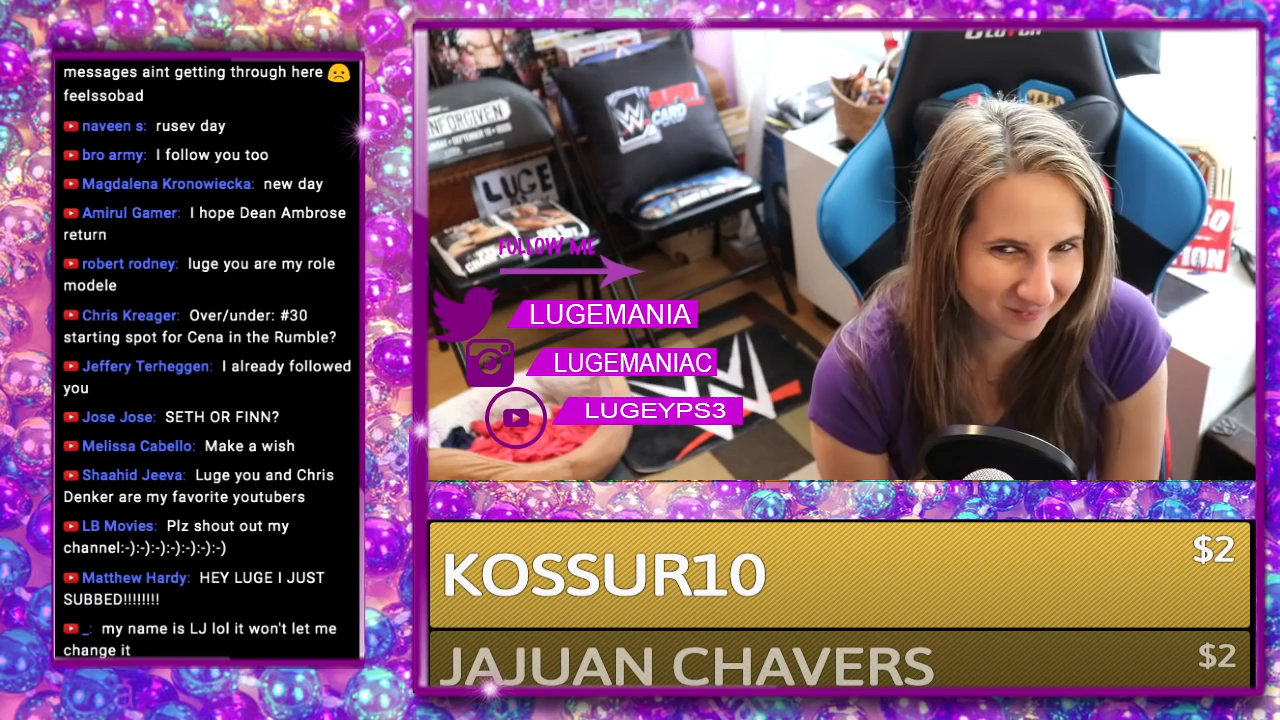 messages aint getting through here
feelssobad
naveen s: rusev day
bro army: I follow you too
Magdalena Kronowiecka: new day
Amirul Gamer: I hope Dean Ambrose
return
robert rodney: luge you are my role
modele
Chris Kreager: Over/under: #30
starting spot for Cena in the Rumble?
Jeffery Terheggen: I already followed
you
Jose Jose: SETH OR FINN?
Melissa Cabello: Make a wish
Shaahid Jeeva: Luge you and Chris
Denker are my favorite youtubers
LB Movies: Plz shout out my
channel:-):-):-):-):-):-):-)
Matthew Hardy: HEY LUGE I JUST
SUBBED!!!!!!!!
_: my name is LJ lol it won't let me
change it
NFORGIVEN
LUGE
W
CARD
FOLLOW ME
LUGEMANIA
LUGEMANIAC
LUGEYPS3
KOSSUR10
$2
JAJUAN CHAVERS
$2